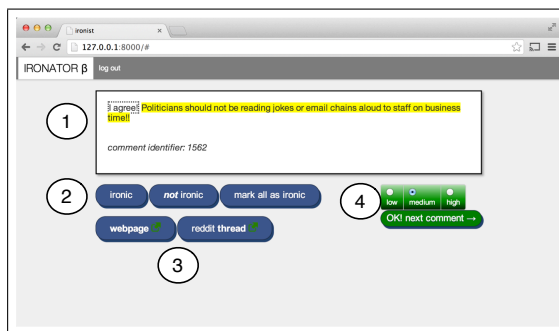 ironist
127.0.0.1:8000/#
IRONATOR β log out
1
I agree!! Politicians should not be reading jokes or email chains aloud to staff on business
time!!
comment identifier: 1562
2
ironic not ironic mark all as ironic
4
low medium high
webpage reddit thread
OK! next comment →
3